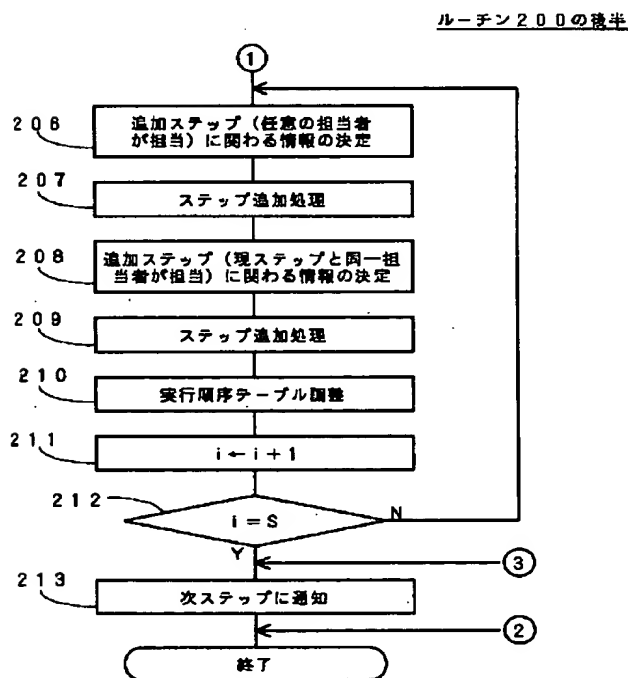 ルーチン200の後半
①
206
追加ステップ（任意の担当者
が担当）に関わる情報の決定
207
ステップ追加処理
208
追加ステップ（現ステップと同一担
当者が担当）に関わる情報の決定
209
ステップ追加処理
210
実行順序テーブル調整
211
i←i+1
212
i=S
N
Y
③
213
次ステップに通知
②
終了